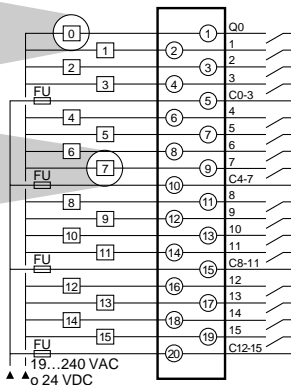 0 1 Q0
1 2 1
2 3 2
3 4 3
FU 5 C0-3
4 6 4
5 7 5
6 8 6
7 9 7
FU 10 C4-7
8 11 8
9 12 9
10 13 10
11 14 11
FU 15 C8-11
12 16 12
13 17 13
14 18 14
15 19 15
FU 20 C12-15
19...240 VAC
o 24 VDC